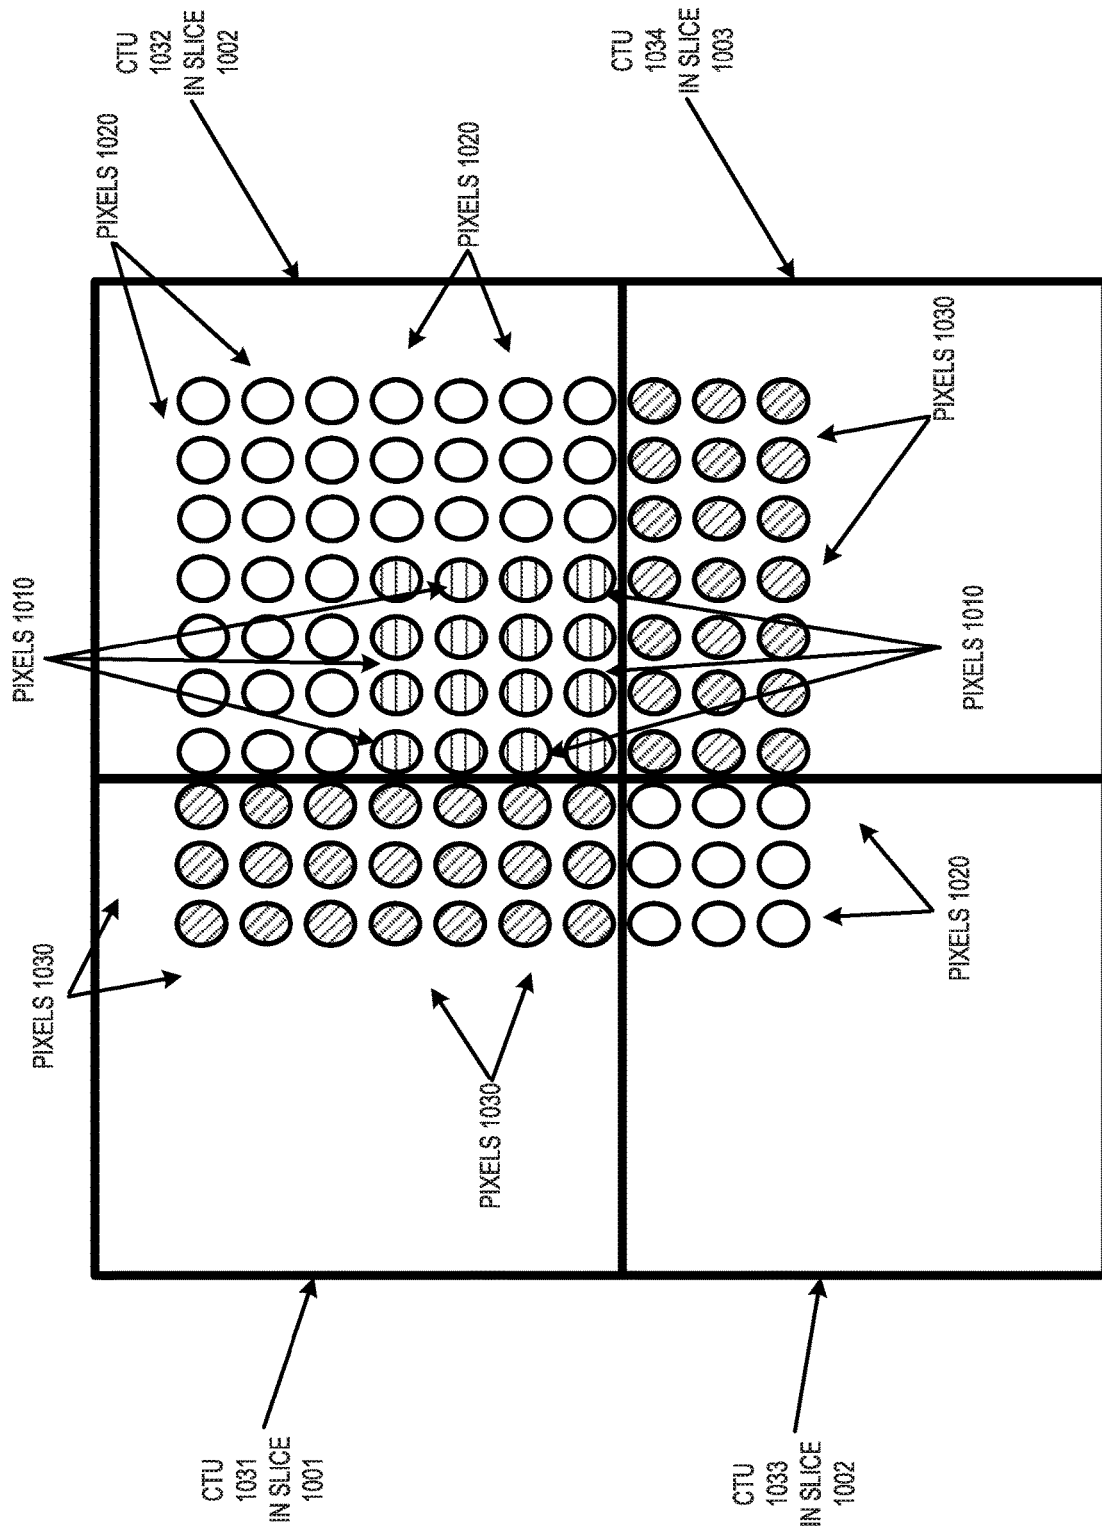 CTU
1031
IN SLICE
1001
CTU
1033
IN SLICE
1002
PIXELS 1030
PIXELS 1030
PIXELS 1020
PIXELS 1010
PIXELS 1010
PIXELS 1030
PIXELS 1020
PIXELS 1020
CTU
1032
IN SLICE
1002
CTU
1034
IN SLICE
1003